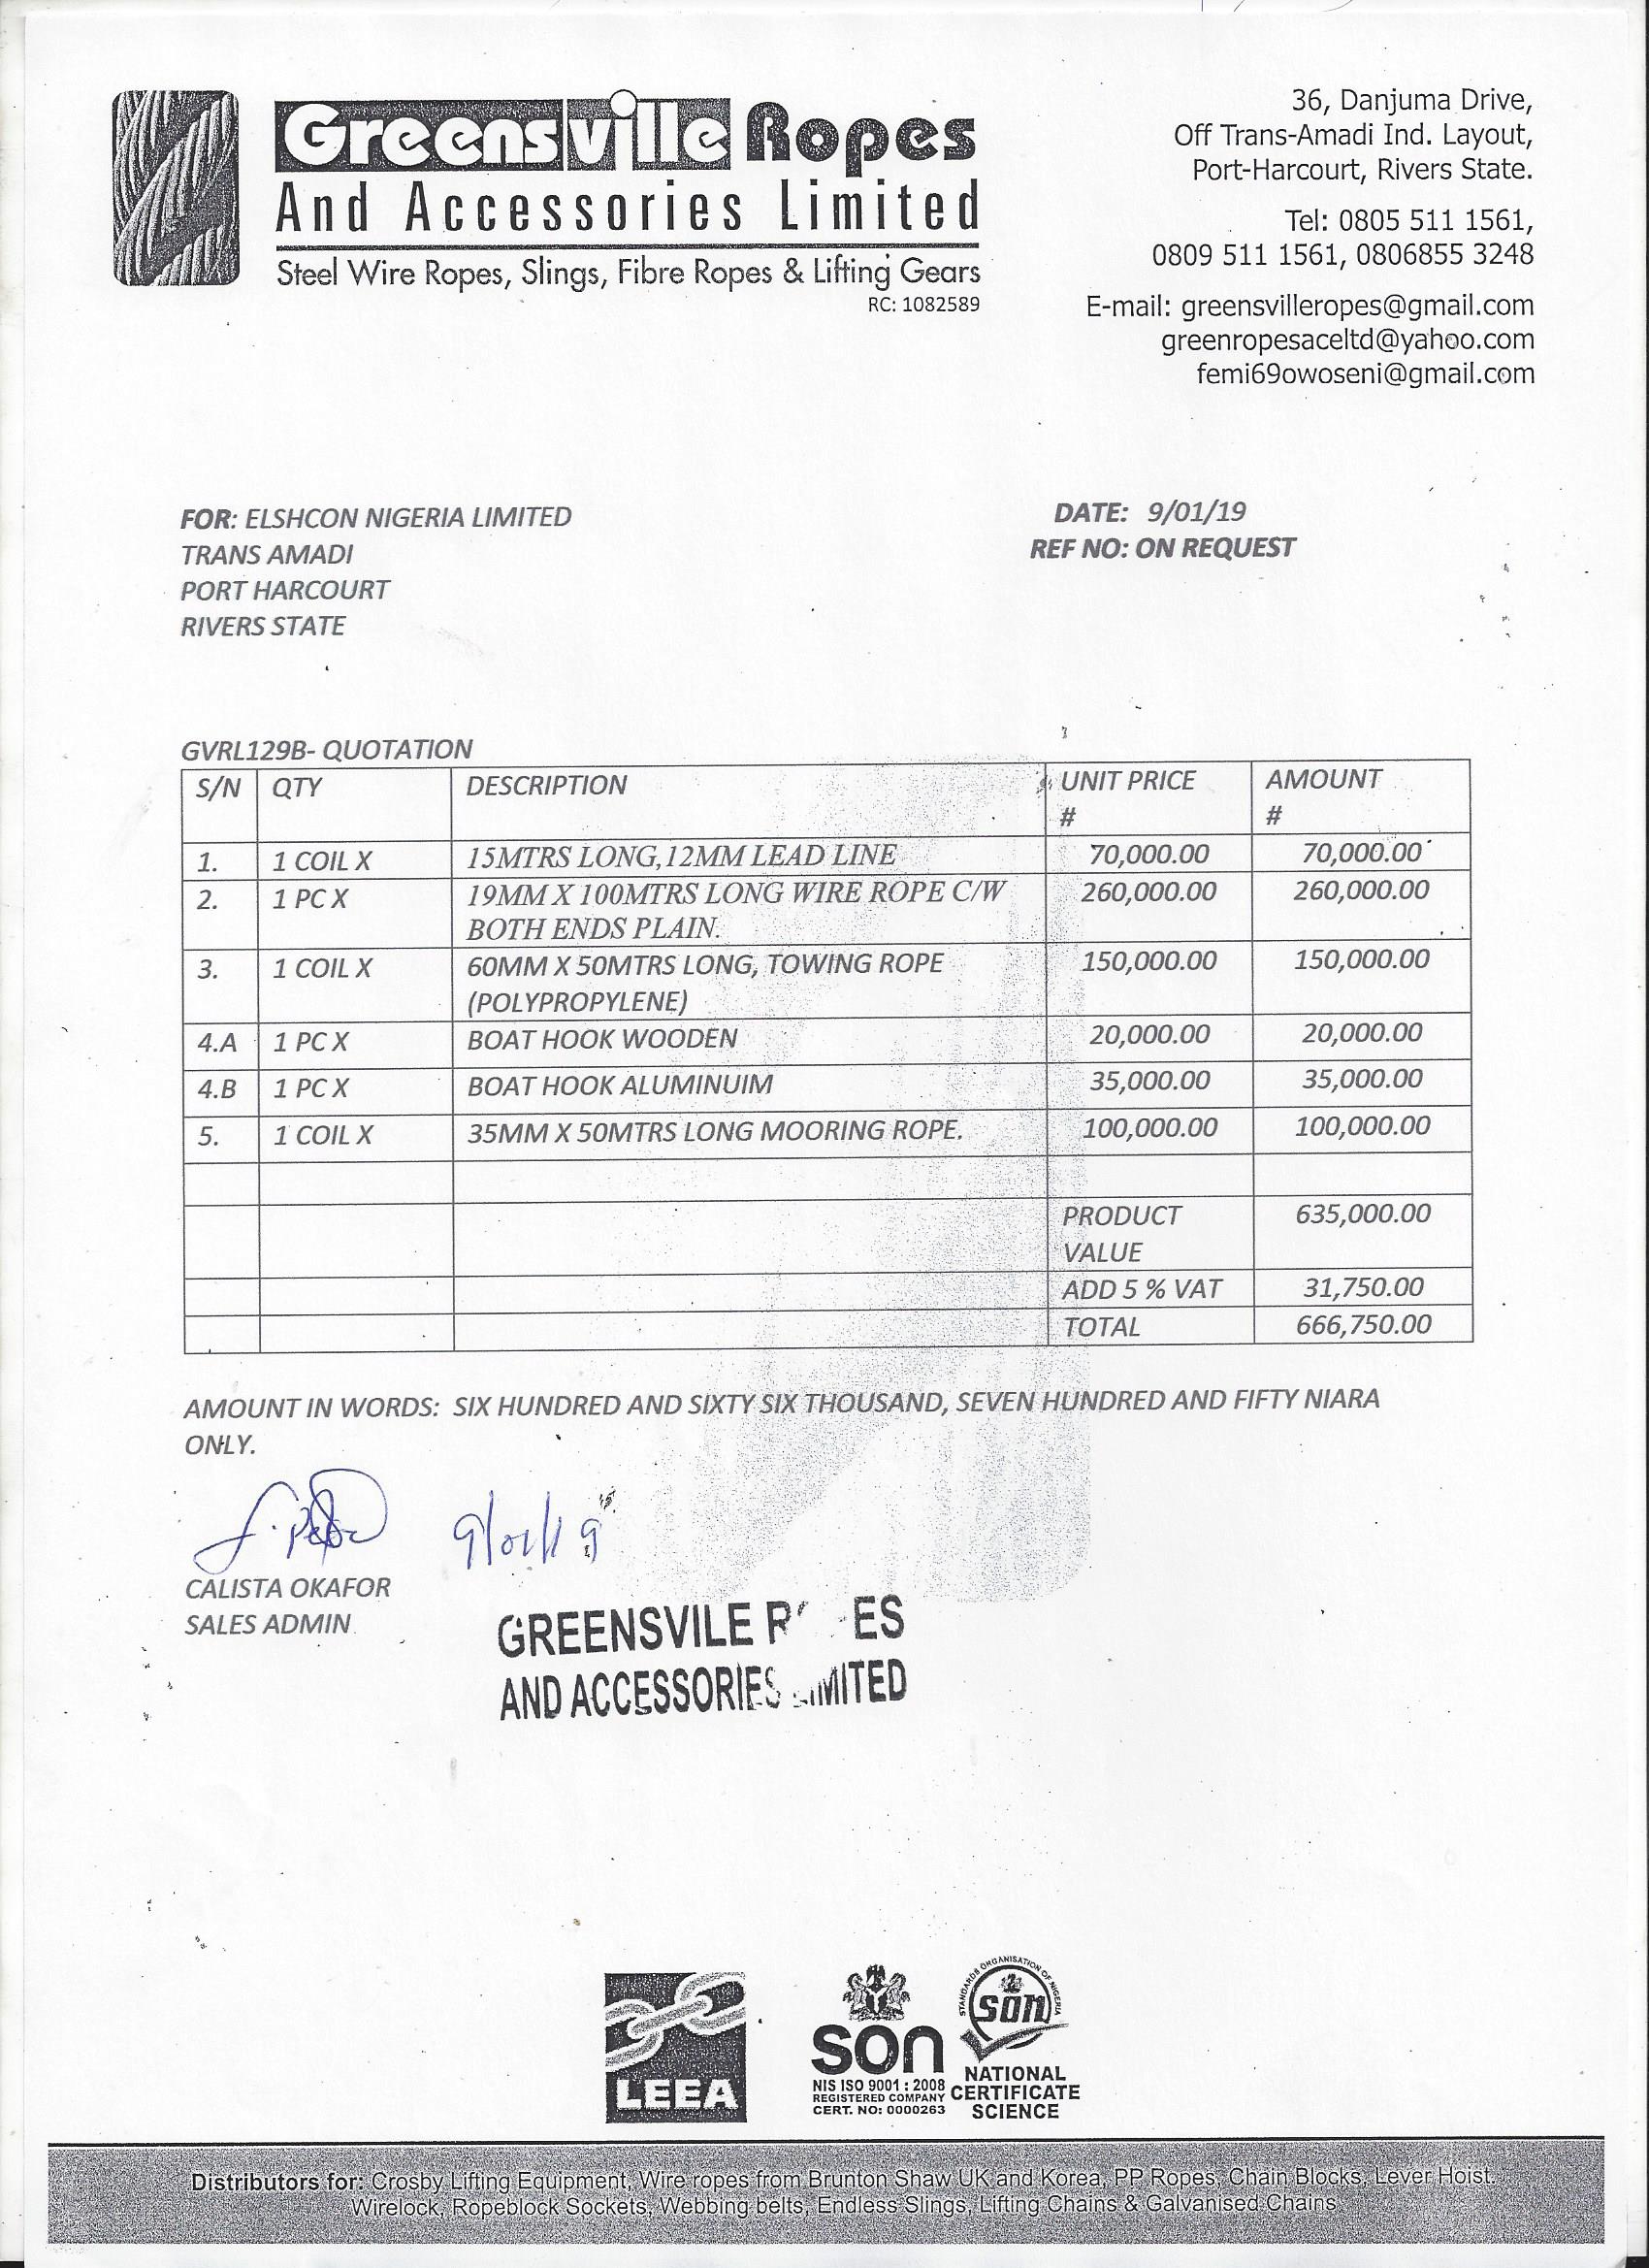 Greensville Ropes
And Accessories Limited
Steel Wire Ropes, Slings, Fibre Ropes & Lifting Gears
RC: 1082589
36, Danjuma Drive,
Off Trans-Amadi Ind. Layout,
Port-Harcourt, Rivers State.
Tel: 0805 511 1561,
0809 511 1561, 0806855 3248
E-mail: greensvilleropes@gmail.com
greenropesaceltd@yahoo.com
femi69owoseni@gmail.com
FOR: ELSHCON NIGERIA LIMITED
TRANS AMADI
PORT HARCOURT
RIVERS STATE
DATE: 9/01/19
REF NO: ON REQUEST
GVRL129B- QUOTATION
S/N QTY DESCRIPTION UNIT PRICE # AMOUNT #
1. 1 COIL X 15MTRS LONG,12MM LEAD LINE 70,000.00 70,000.00
2. 1 PC X 19MM X 100MTRS LONG WIRE ROPE C/W 260,000.00 260,000.00
BOTH ENDS PLAIN.
3. 1 COIL X 60MM X 50MTRS LONG, TOWING ROPE 150,000.00 150,000.00
(POLYPROPYLENE)
4.A 1 PC X BOAT HOOK WOODEN 20,000.00 20,000.00
4.B 1 PC X BOAT HOOK ALUMINUIM 35,000.00 35,000.00
5. 1 COIL X 35MM X 50MTRS LONG MOORING ROPE. 100,000.00 100,000.00
PRODUCT 635,000.00
VALUE
ADD 5 % VAT 31,750.00
TOTAL 666,750.00
AMOUNT IN WORDS: SIX HUNDRED AND SIXTY SIX THOUSAND, SEVEN HUNDRED AND FIFTY NIARA
ONLY.
9/01/19
CALISTA OKAFOR
SALES ADMIN
GREENSVILE R ES
AND ACCESSORIES IMITED
LEEA
SON
NIS ISO 9001 : 2008
REGISTERED COMPANY
CERT. NO: 0000263
STANDARDS ORGANISATION OF NIGERIA
SON
NATIONAL
CERTIFICATE
SCIENCE
Distributors for: Crosby Lifting Equipment, Wire ropes from Brunton Shaw UK and Korea, PP Ropes, Chain Blocks, Lever Hoist.
Wirelock, Ropeblock Sockets, Webbing belts, Endless Slings, Lifting Chains & Galvanised Chains